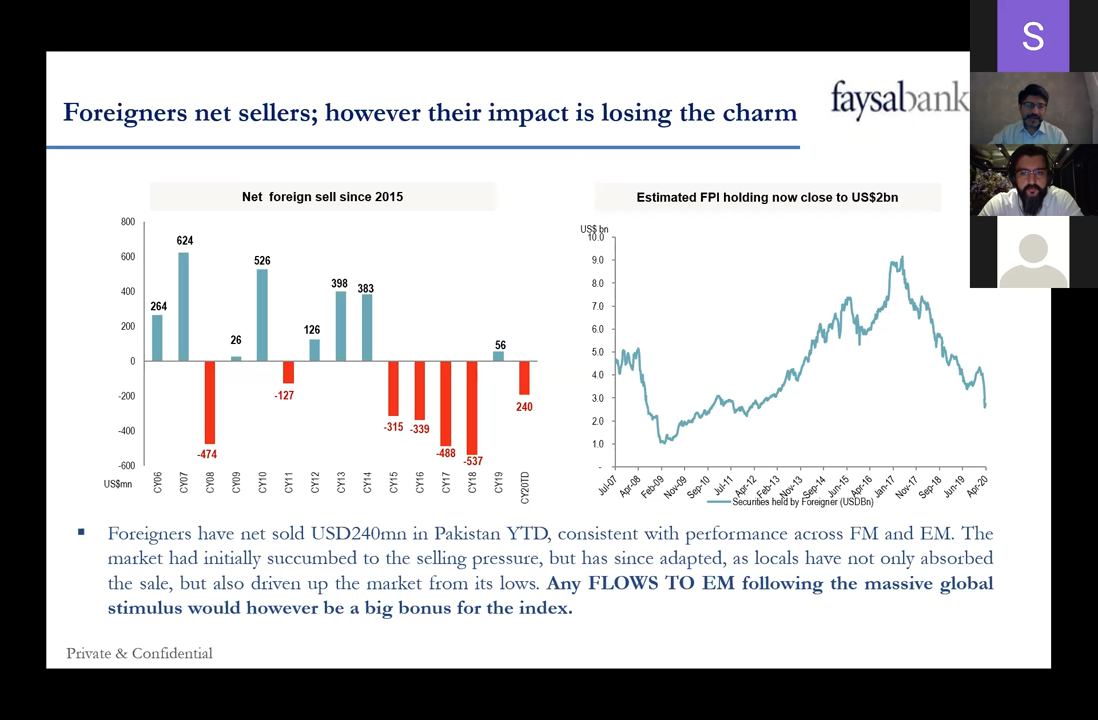 S
Foreigners net sellers; however their impact is losing the charm
faysalbank
Net foreign sell since 2015
800
600
400
200
0
-200
-400
-600
US$mn
264
624
-474
26
526
-127
126
398
383
-315
-339
-488
-537
56
240
CY06
CY07
CY08
CY09
CY10
CY11
CY12
CY13
CY14
CY15
CY16
CY17
CY18
CY19
CY20TD
Estimated FPI holding now close to US$2bn
US$ bn
10.0
9.0
8.0
7.0
6.0
5.0
4.0
3.0
2.0
1.0
-
Jul-07
Apr-08
Feb-09
Nov-09
Sep-10
Jul-11
Apr-12
Feb-13
Nov-13
Sep-14
Jun-15
Apr-16
Jan-17
Nov-17
Sep-18
Jun-19
Apr-20
Securities held by Foreigner (USDBn)
▪ Foreigners have net sold USD240mn in Pakistan YTD, consistent with performance across FM and EM. The
market had initially succumbed to the selling pressure, but has since adapted, as locals have not only absorbed
the sale, but also driven up the market from its lows. Any FLOWS TO EM following the massive global
stimulus would however be a big bonus for the index.
Private & Confidential